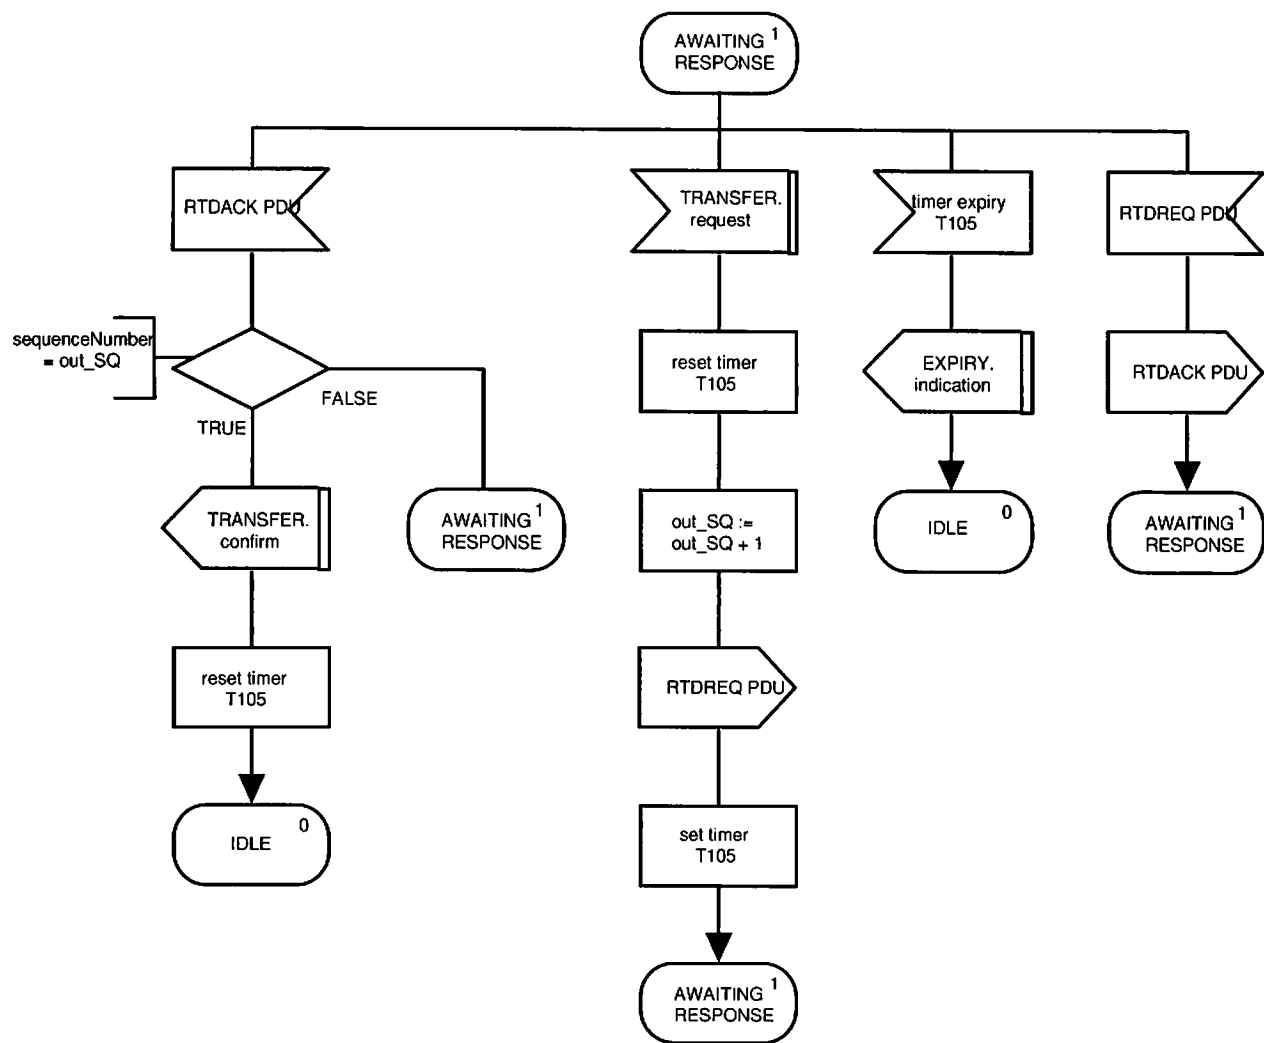 AWAITING 1
RESPONSE
RTDACK PDU
TRANSFER.
request
timer expiry
T105
RTDREQ PDU
sequenceNumber
= out_SQ
FALSE
TRUE
reset timer
T105
EXPIRY.
indication
RTDACK PDU
TRANSFER.
confirm
AWAITING 1
RESPONSE
out_SQ :=
out_SQ + 1
0
IDLE
AWAITING 1
RESPONSE
reset timer
T105
RTDREQ PDU
0
IDLE
set timer
T105
AWAITING 1
RESPONSE